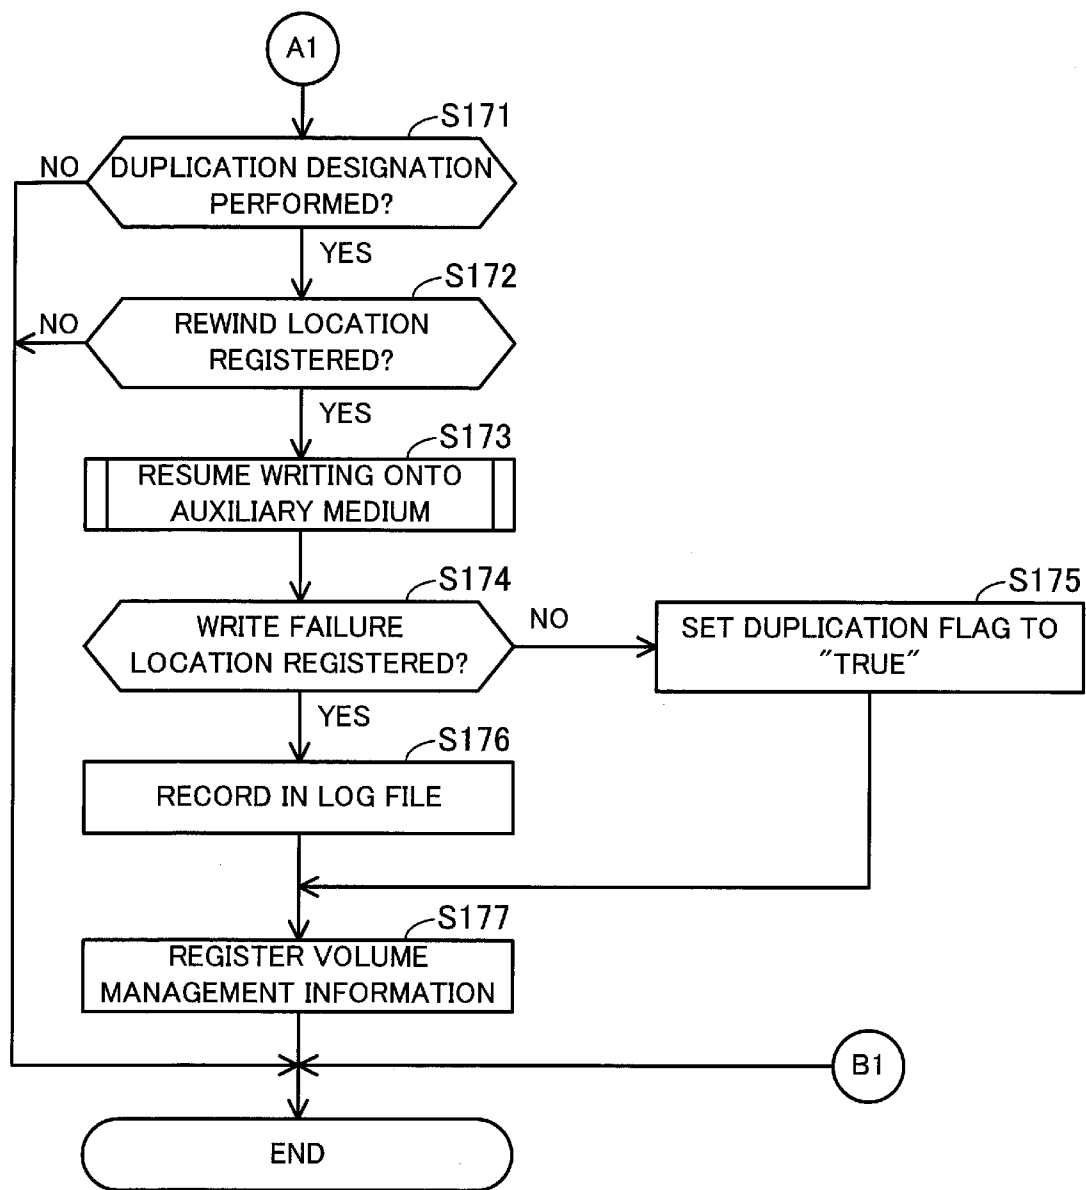 A1
S171
NO
DUPLICATION DESIGNATION
PERFORMED?
YES
S172
NO
REWIND LOCATION
REGISTERED?
YES
S173
RESUME WRITING ONTO
AUXILIARY MEDIUM
S174
WRITE FAILURE
LOCATION REGISTERED?
NO
S175
SET DUPLICATION FLAG TO
"TRUE"
YES
S176
RECORD IN LOG FILE
S177
REGISTER VOLUME
MANAGEMENT INFORMATION
B1
END